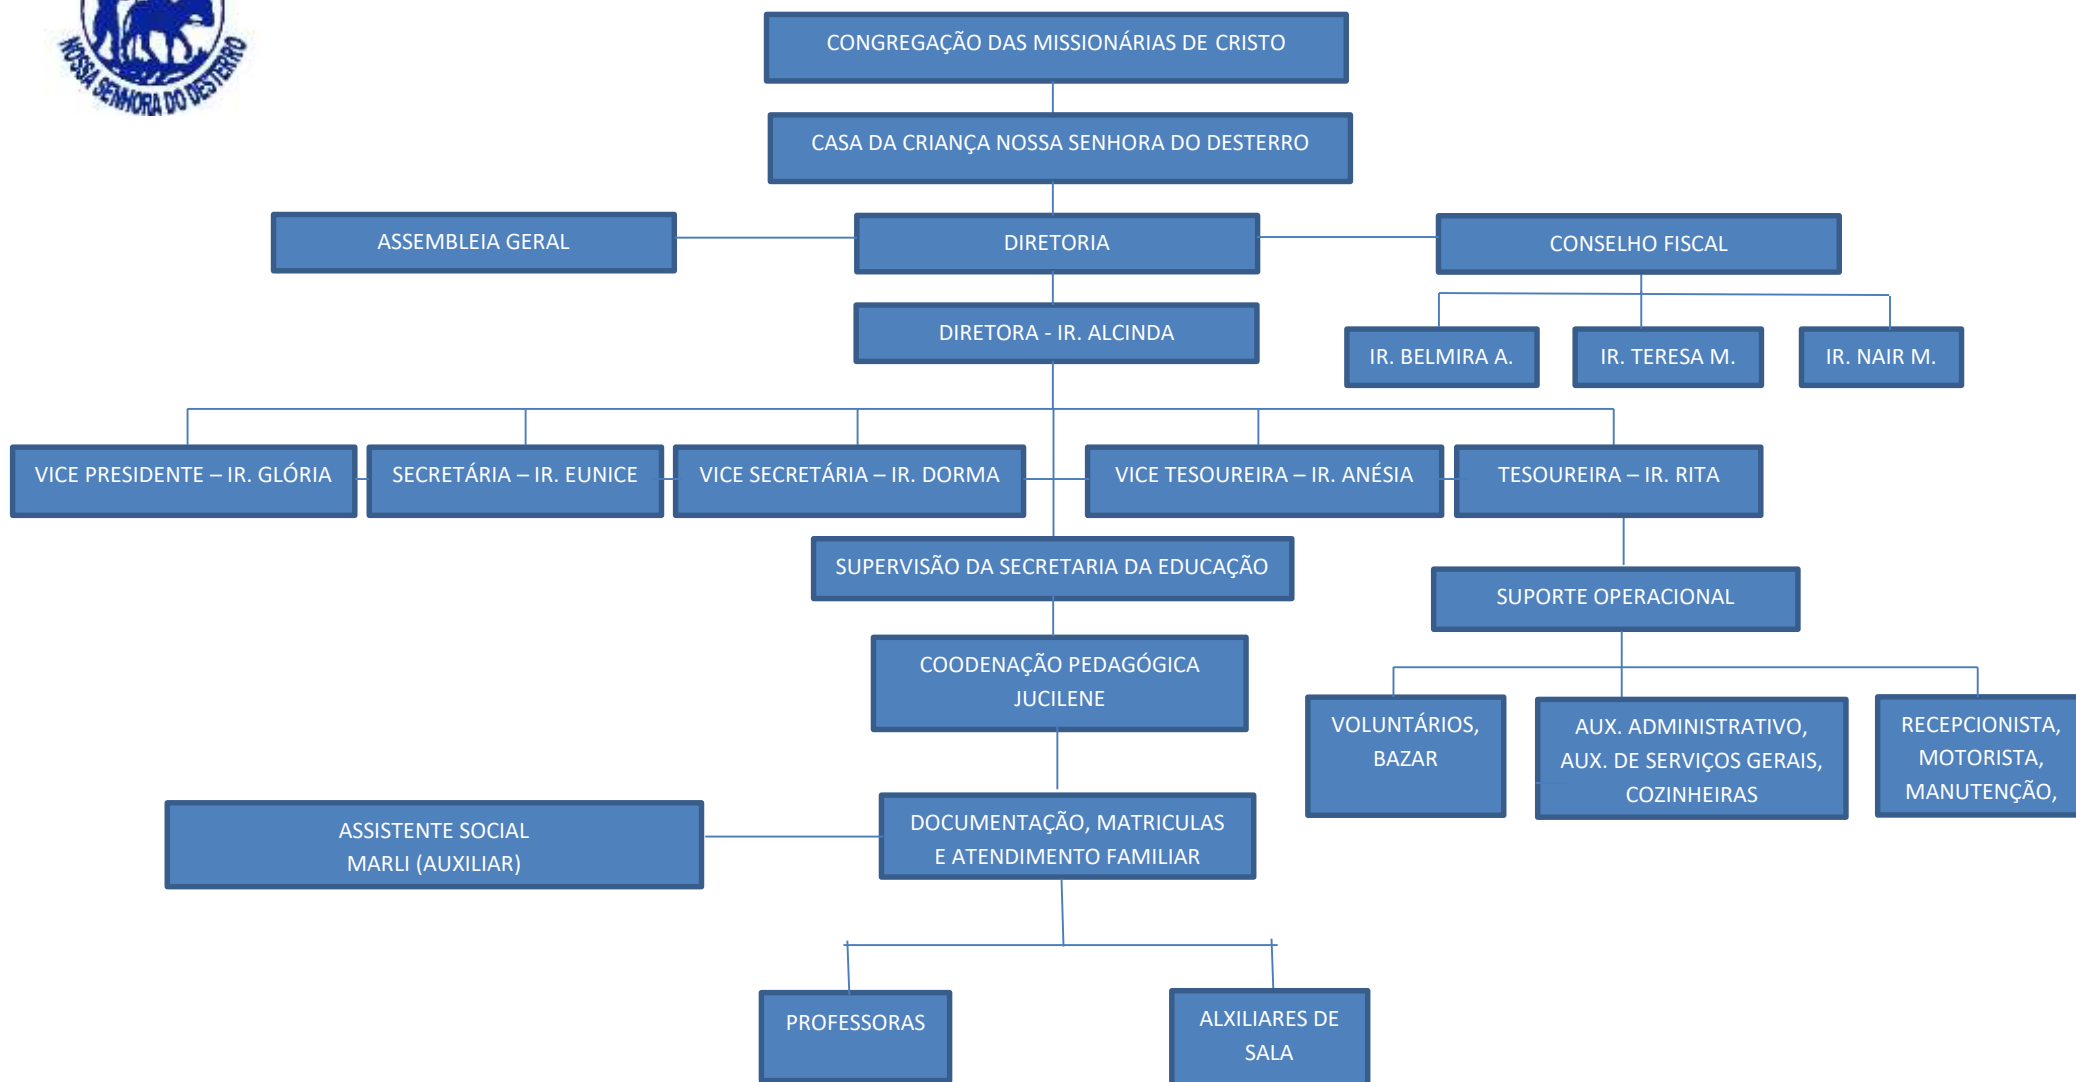 NOSSA SENHORA DO DESTERRO
CONGREGAÇÃO DAS MISSIONÁRIAS DE CRISTO
CASA DA CRIANÇA NOSSA SENHORA DO DESTERRO
ASSEMBLEIA GERAL
DIRETORIA
CONSELHO FISCAL
DIRETORA - IR. ALCINDA
IR. BELMIRA A.
IR. TERESA M.
IR. NAIR M.
VICE PRESIDENTE – IR. GLÓRIA
SECRETÁRIA – IR. EUNICE
VICE SECRETÁRIA – IR. DORMA
VICE TESOUREIRA – IR. ANÉSIA
TESOUREIRA – IR. RITA
SUPERVISÃO DA SECRETARIA DA EDUCAÇÃO
SUPORTE OPERACIONAL
COODENAÇÃO PEDAGÓGICA
JUCILENE
VOLUNTÁRIOS,
BAZAR
AUX. ADMINISTRATIVO,
AUX. DE SERVIÇOS GERAIS,
COZINHEIRAS
RECEPCIONISTA,
MOTORISTA,
MANUTENÇÃO,
ASSISTENTE SOCIAL
MARLI (AUXILIAR)
DOCUMENTAÇÃO, MATRICULAS
E ATENDIMENTO FAMILIAR
PROFESSORAS
ALXILIARES DE
SALA